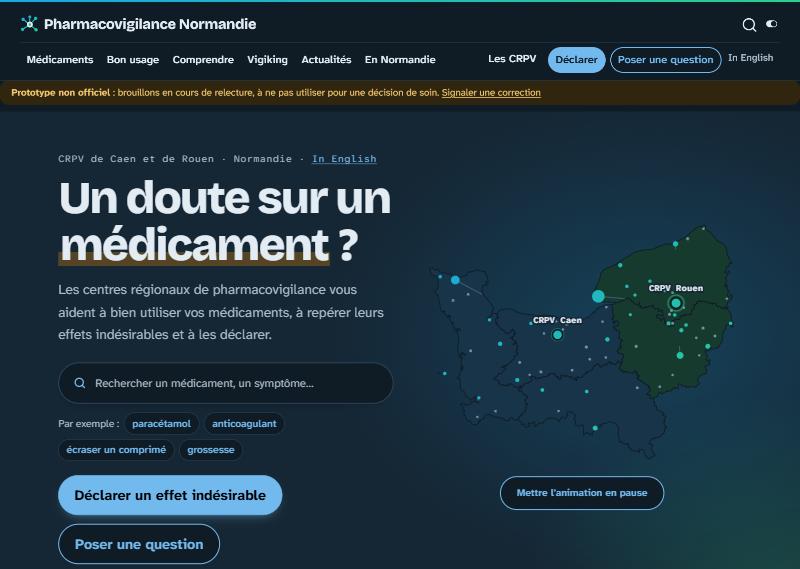 Pharmacovigilance Normandie
Médicaments Bon usage Comprendre Vigiking Actualités En Normandie Les CRPV Déclarer Poser une question In English
Prototype non officiel : brouillons en cours de relecture, à ne pas utiliser pour une décision de soin. Signaler une correction
CRPV de Caen et de Rouen · Normandie · In English
Un doute sur un
médicament ?
Les centres régionaux de pharmacovigilance vous
aident à bien utiliser vos médicaments, à repérer leurs
effets indésirables et à les déclarer.
Rechercher un médicament, un symptôme...
Par exemple : paracétamol anticoagulant
écraser un comprimé grossesse
Déclarer un effet indésirable
Poser une question
CRPV Rouen
CRPV Caen
Mettre l'animation en pause